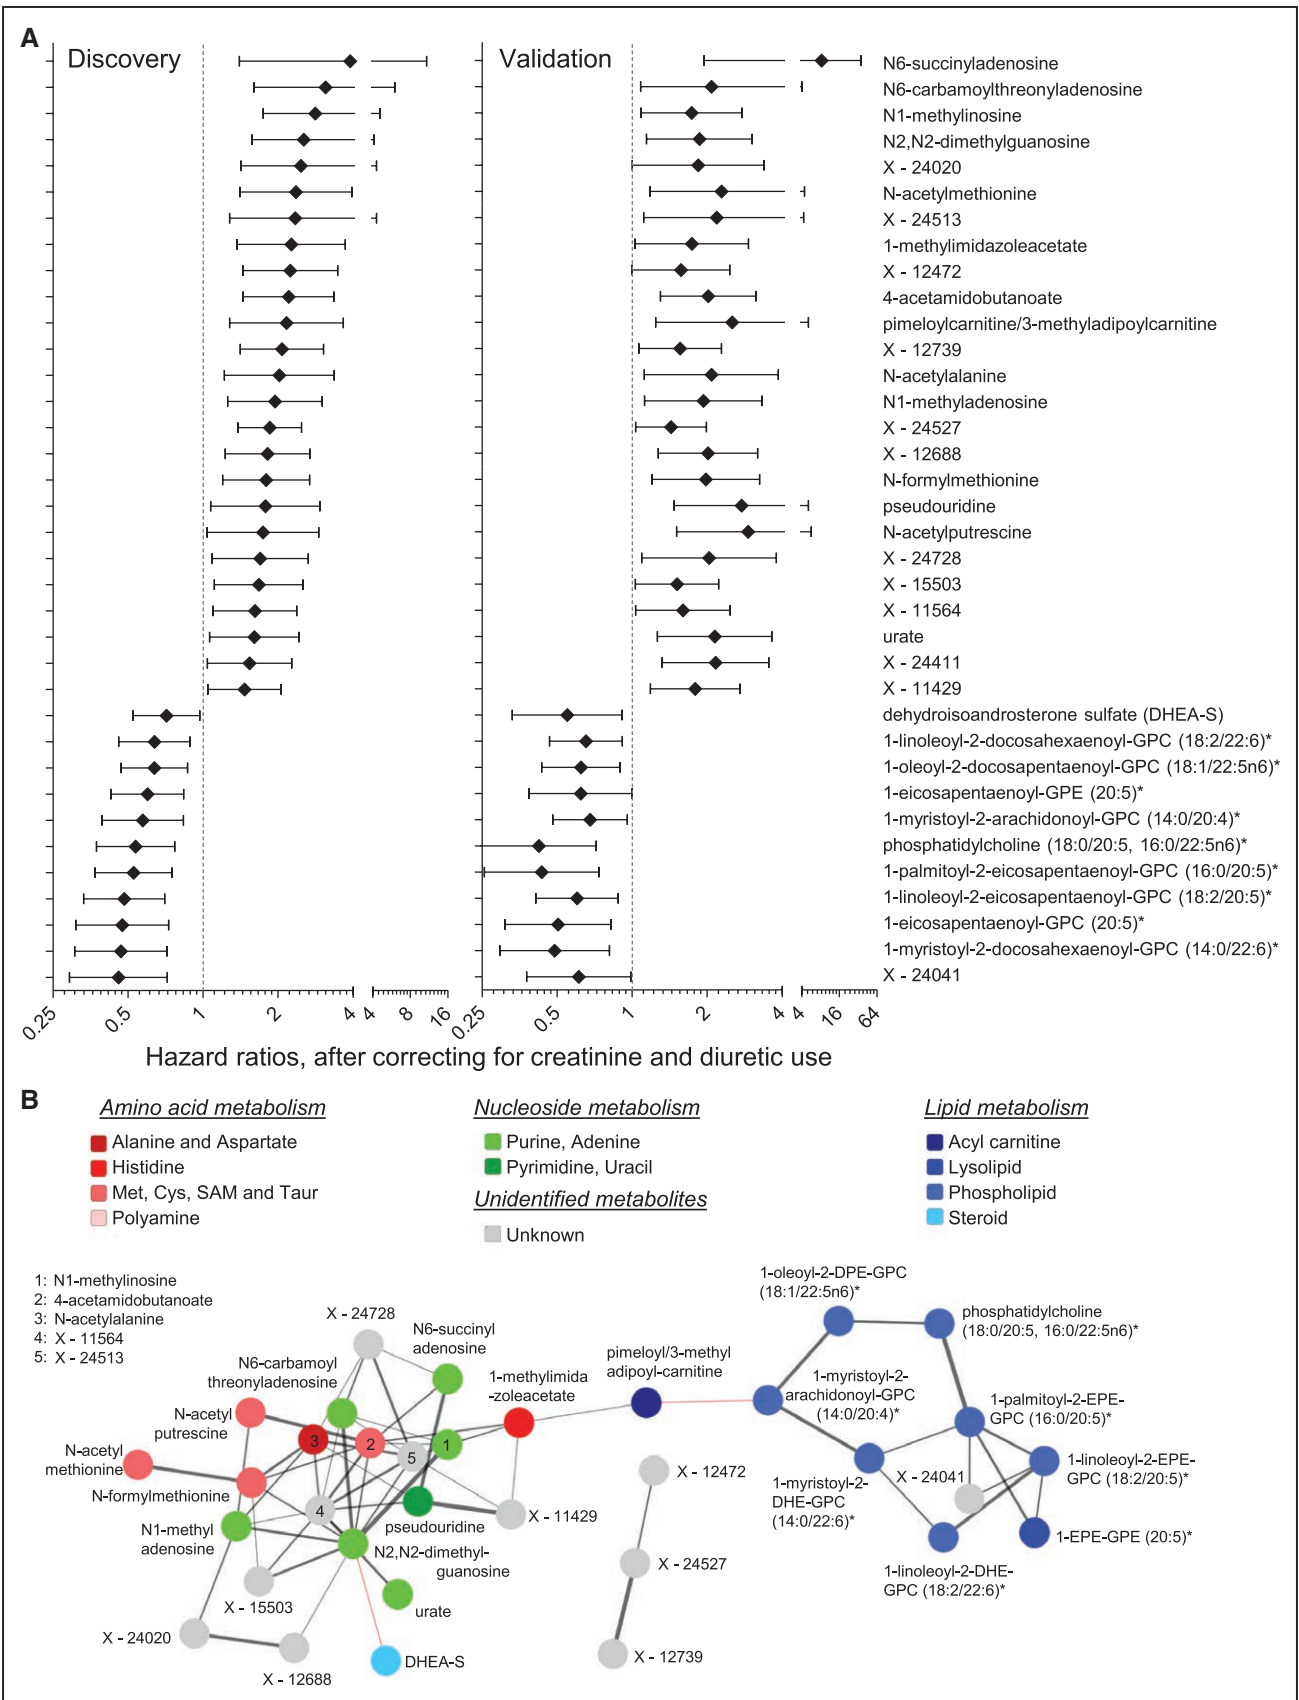 A
Discovery
Validation
N6-succinyladenosine
N6-carbamoylthreonyladenosine
N1-methylinosine
N2,N2-dimethylguanosine
X - 24020
N-acetylmethionine
X - 24513
1-methylimidazoleacetate
X - 12472
4-acetamidobutanoate
pimeloylcarnitine/3-methyladipoylcarnitine
X - 12739
N-acetylalanine
N1-methyladenosine
X - 24527
X - 12688
N-formylmethionine
pseudouridine
N-acetylputrescine
X - 24728
X - 15503
X - 11564
urate
X - 24411
X - 11429
dehydroisoandrosterone sulfate (DHEA-S)
1-linoleoyl-2-docosahexaenoyl-GPC (18:2/22:6)*
1-oleoyl-2-docosapentaenoyl-GPC (18:1/22:5n6)*
1-eicosapentaenoyl-GPE (20:5)*
1-myristoyl-2-arachidonoyl-GPC (14:0/20:4)*
phosphatidylcholine (18:0/20:5, 16:0/22:5n6)*
1-palmitoyl-2-eicosapentaenoyl-GPC (16:0/20:5)*
1-linoleoyl-2-eicosapentaenoyl-GPC (18:2/20:5)*
1-eicosapentaenoyl-GPC (20:5)*
1-myristoyl-2-docosahexaenoyl-GPC (14:0/22:6)*
X - 24041
0.25 0.5 1 2 4 4 8 16 0.25 0.5 1 2 4 4 16 64
Hazard ratios, after correcting for creatinine and diuretic use
B
Amino acid metabolism
Alanine and Aspartate
Histidine
Met, Cys, SAM and Taur
Polyamine
Nucleoside metabolism
Purine, Adenine
Pyrimidine, Uracil
Unidentified metabolites
Unknown
Lipid metabolism
Acyl carnitine
Lysolipid
Phospholipid
Steroid
1: N1-methylinosine
2: 4-acetamidobutanoate
3: N-acetylalanine
4: X - 11564
5: X - 24513
X - 24728
N6-succinyl
adenosine
N6-carbamoyl
threonyladenosine
1-methylimida
-zoleacetate
N-acetyl
putrescine
N-acetyl
methionine
N-formylmethionine
N1-methyl
adenosine
3
2
1
5
4
pseudouridine
X - 11429
N2,N2-dimethyl-
guanosine
X - 15503
urate
X - 24020
X - 12688
DHEA-S
pimeloyl/3-methyl
adipoyl-carnitine
X - 12472
X - 24527
X - 12739
1-oleoyl-2-DPE-GPC
(18:1/22:5n6)*
phosphatidylcholine
(18:0/20:5, 16:0/22:5n6)*
1-myristoyl-2-
arachidonoyl-GPC
(14:0/20:4)*
1-palmitoyl-2-EPE-
GPC (16:0/20:5)*
X - 24041
1-linoleoyl-2-EPE-
GPC (18:2/20:5)*
1-myristoyl-2-
DHE-GPC
(14:0/22:6)*
1-EPE-GPE (20:5)*
1-linoleoyl-2-DHE-
GPC (18:2/22:6)*